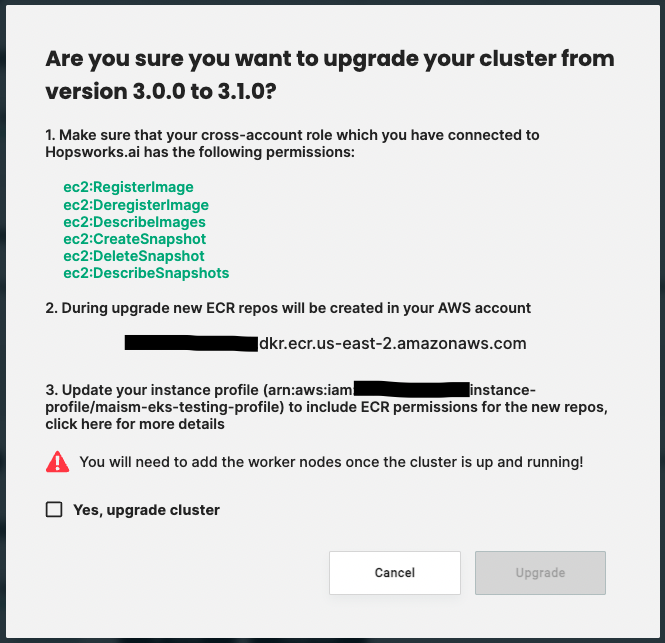 Are you sure you want to upgrade your cluster from
version 3.0.0 to 3.1.0?
1. Make sure that your cross-account role which you have connected to
Hopsworks.ai has the following permissions:
ec2:RegisterImage
ec2:DeregisterImage
ec2:DescribeImages
ec2:CreateSnapshot
ec2:DeleteSnapshot
ec2:DescribeSnapshots
2. During upgrade new ECR repos will be created in your AWS account
dkr.ecr.us-east-2.amazonaws.com
3. Update your instance profile (arn:aws:iam instance-
profile/maism-eks-testing-profile) to include ECR permissions for the new repos,
click here for more details
You will need to add the worker nodes once the cluster is up and running!
Yes, upgrade cluster
Cancel
Upgrade